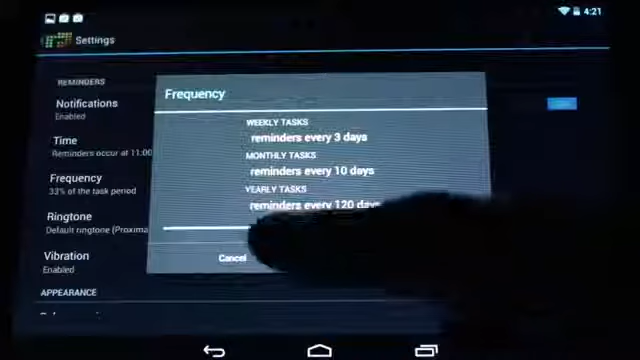 4:21
Settings
REMINDERS
Notifications
Enabled
Time
Reminders occur at 11:00
Frequency
33% of the task period
Ringtone
Default ringtone (Proxima
Vibration
Enabled
APPEARANCE
Frequency
WEEKLY TASKS
reminders every 3 days
MONTHLY TASKS
reminders every 10 days
YEARLY TASKS
reminders every 120 days
Cancel